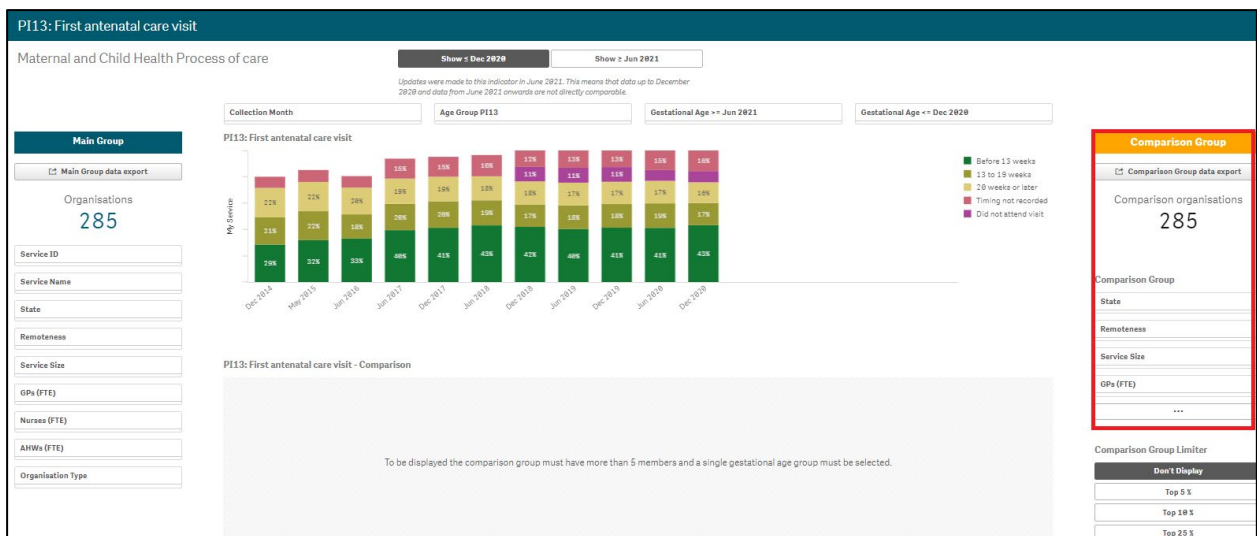 PI13: First antenatal care visit
Maternal and Child Health Process of care
Show ≤ Dec 2020
Show ≥ Jun 2021
Updates were made to this indicator in June 2021. This means that data up to December
2020 and data from June 2021 onwards are not directly comparable.
Collection Month
Age Group PI13
Gestational Age >= Jun 2021
Gestational Age <= Dec 2020
Main Group
Main Group data export
Organisations
285
Service ID
Service Name
State
Remoteness
Service Size
GPs (FTE)
Nurses (FTE)
AHWs (FTE)
Organisation Type
PI13: First antenatal care visit
My Service
12% 13% 13% 15% 16%
15% 15% 16% 11% 11% 11%
22% 22% 20% 19% 19% 18% 18% 17% 17% 17% 16%
21% 22% 18% 20% 20% 19% 17% 18% 18% 19% 17%
29% 32% 33% 40% 41% 43% 42% 40% 41% 41% 43%
Dec 2014 May 2015 Jun 2016 Jun 2017 Dec 2017 Jun 2018 Dec 2018 Jun 2019 Dec 2019 Jun 2020 Dec 2020
Before 13 weeks
13 to 19 weeks
20 weeks or later
Timing not recorded
Did not attend visit
PI13: First antenatal care visit - Comparison
To be displayed the comparison group must have more than 5 members and a single gestational age group must be selected.
Comparison Group
Comparison Group data export
Comparison organisations
285
Comparison Group
State
Remoteness
Service Size
GPs (FTE)
...
Comparison Group Limiter
Don't Display
Top 5 %
Top 10 %
Top 25 %